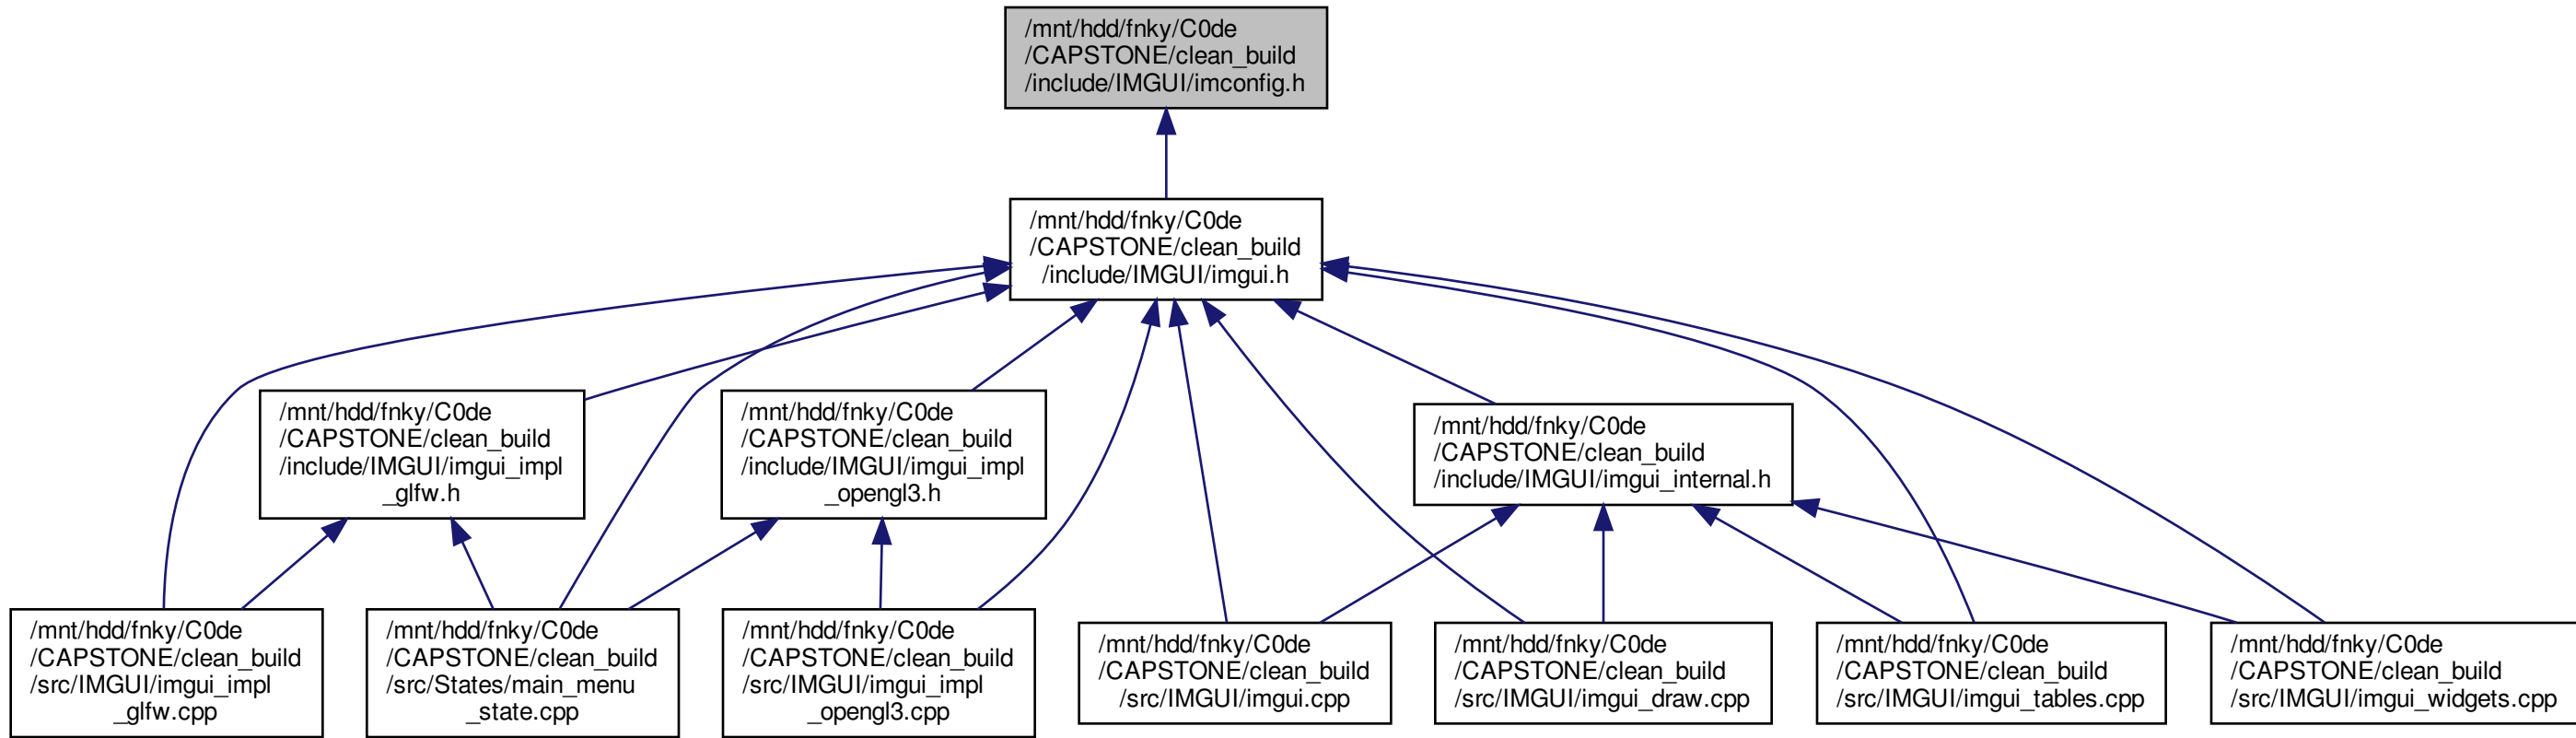 /mnt/hdd/fnky/C0de
/CAPSTONE/clean_build
/include/IMGUI/imconfig.h
/mnt/hdd/fnky/C0de
/CAPSTONE/clean_build
/include/IMGUI/imgui.h
/mnt/hdd/fnky/C0de
/CAPSTONE/clean_build
/include/IMGUI/imgui_impl
_glfw.h
/mnt/hdd/fnky/C0de
/CAPSTONE/clean_build
/include/IMGUI/imgui_impl
_opengl3.h
/mnt/hdd/fnky/C0de
/CAPSTONE/clean_build
/include/IMGUI/imgui_internal.h
/mnt/hdd/fnky/C0de
/CAPSTONE/clean_build
/src/IMGUI/imgui_impl
_glfw.cpp
/mnt/hdd/fnky/C0de
/CAPSTONE/clean_build
/src/States/main_menu
_state.cpp
/mnt/hdd/fnky/C0de
/CAPSTONE/clean_build
/src/IMGUI/imgui_impl
_opengl3.cpp
/mnt/hdd/fnky/C0de
/CAPSTONE/clean_build
/src/IMGUI/imgui.cpp
/mnt/hdd/fnky/C0de
/CAPSTONE/clean_build
/src/IMGUI/imgui_draw.cpp
/mnt/hdd/fnky/C0de
/CAPSTONE/clean_build
/src/IMGUI/imgui_tables.cpp
/mnt/hdd/fnky/C0de
/CAPSTONE/clean_build
/src/IMGUI/imgui_widgets.cpp